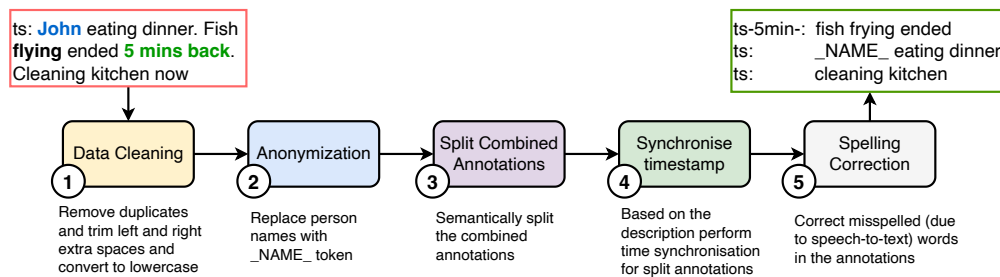 ts: John eating dinner. Fish
flying ended 5 mins back.
Cleaning kitchen now
ts-5min-: fish frying ended
ts: _NAME_ eating dinner
ts: cleaning kitchen
Data Cleaning
1
Remove duplicates
and trim left and right
extra spaces and
convert to lowercase
Anonymization
2
Replace person
names with
_NAME_ token
Split Combined
Annotations
3
Semantically split
the combined
annotations
Synchronise
timestamp
4
Based on the
description perform
time synchronisation
for split annotations
Spelling
Correction
5
Correct misspelled (due
to speech-to-text) words
in the annotations